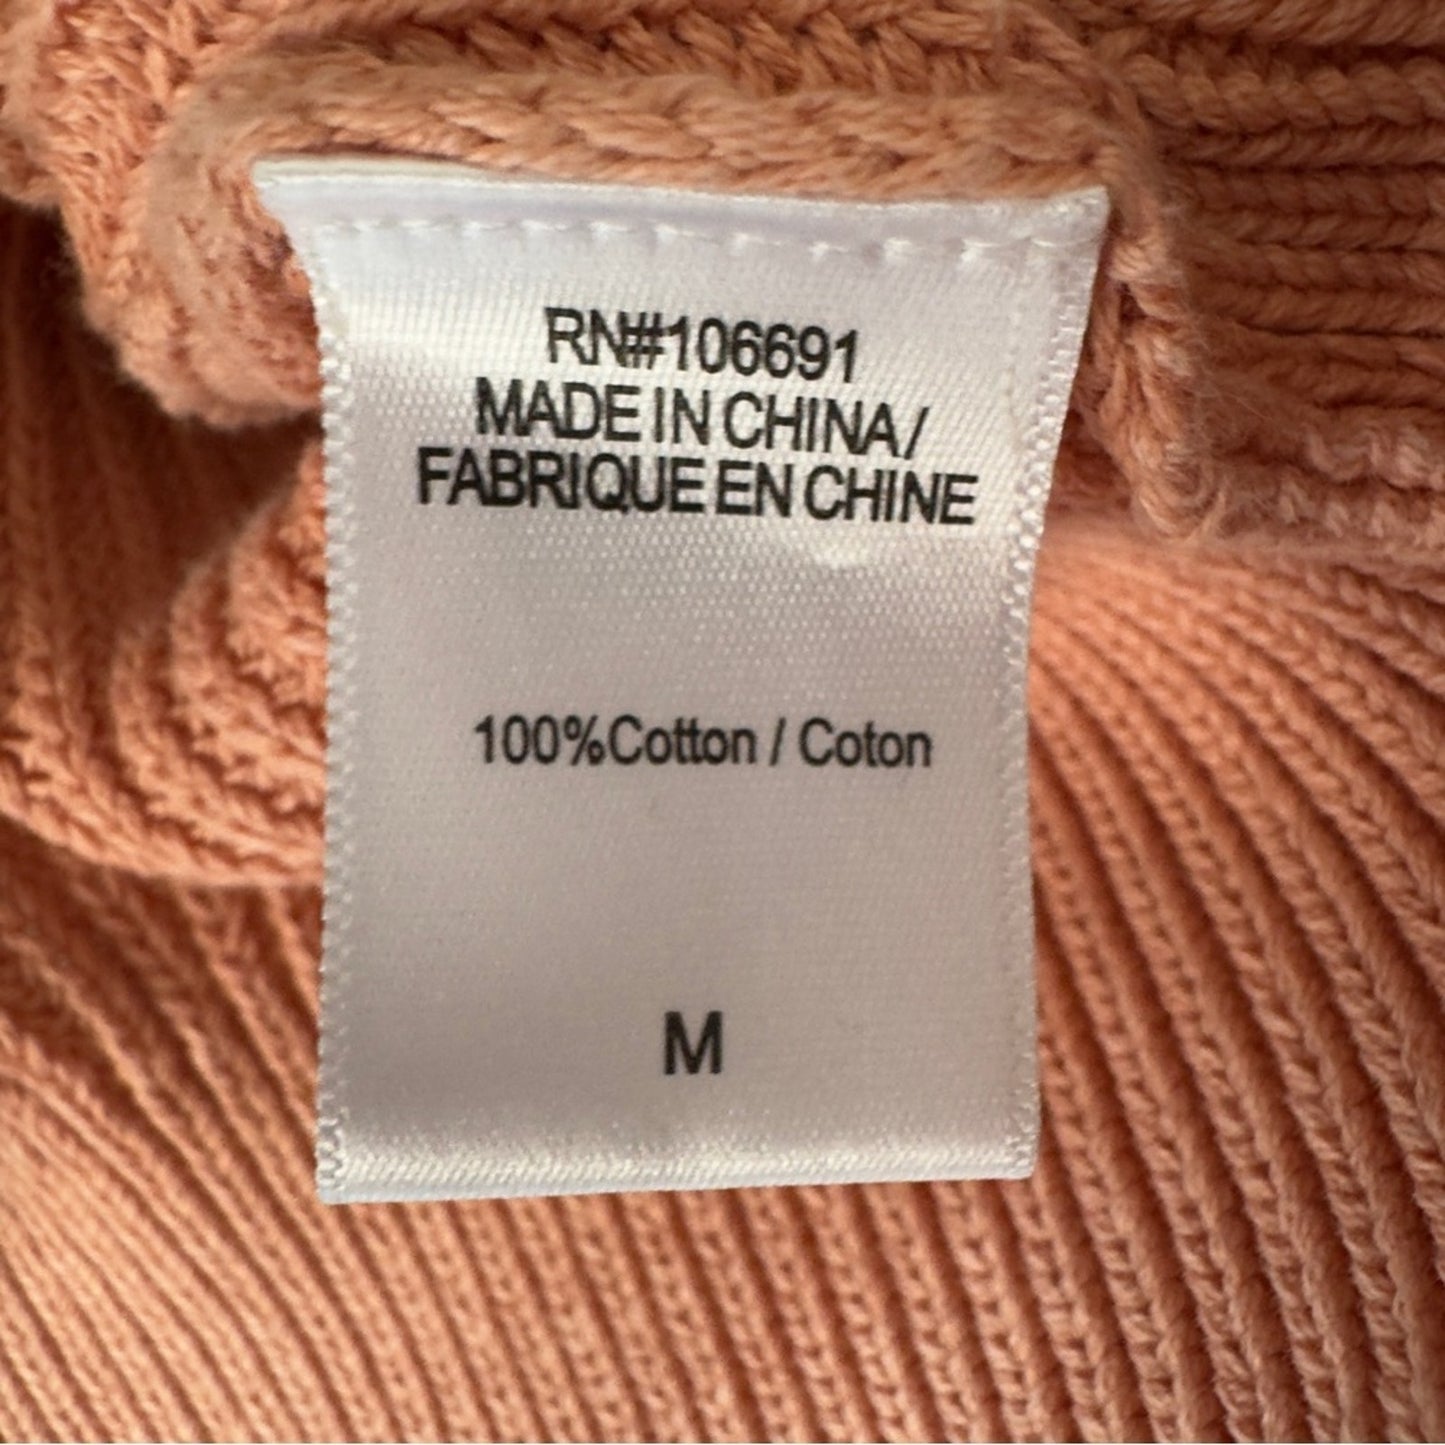 RN#106691
MADE IN CHINA/
FABRIQUE EN CHINE
100%Cotton / Coton
M